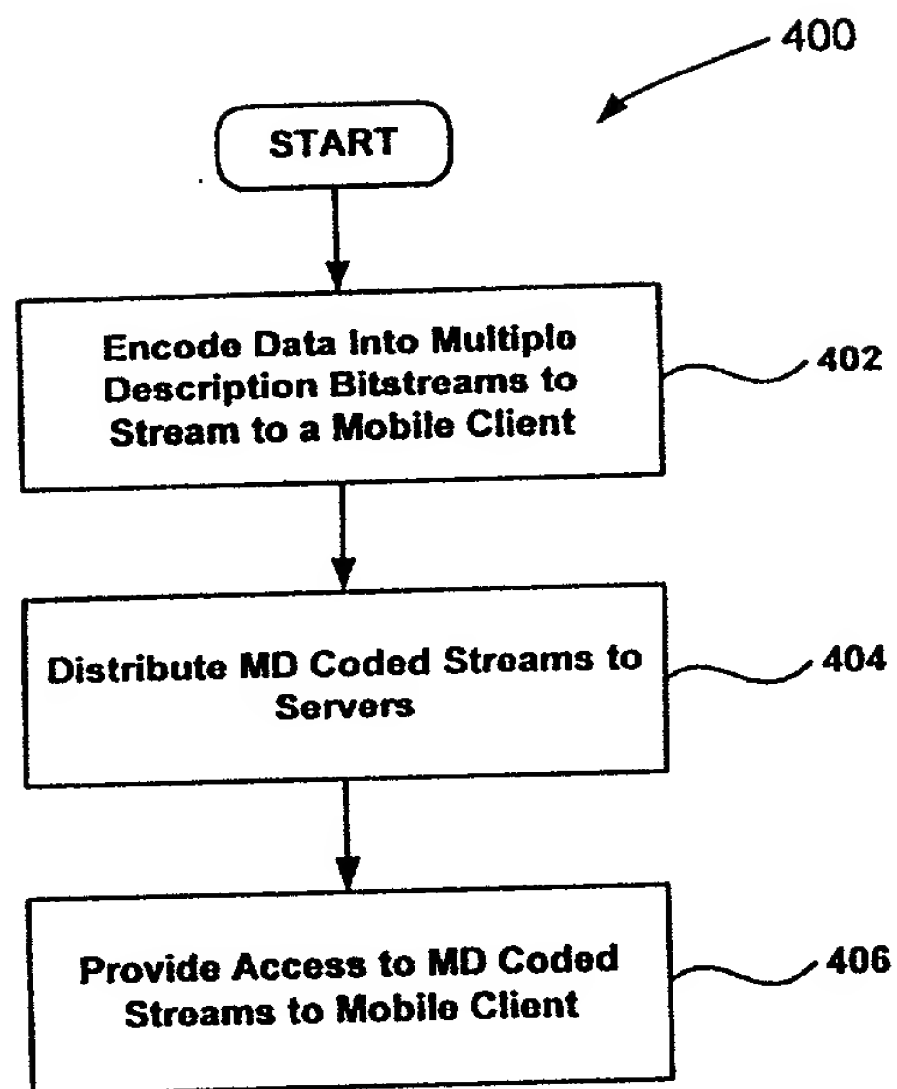 400
START
Encode Data Into Multiple
Description Bitstreams to
Stream to a Mobile Client
402
Distribute MD Coded Streams to
Servers
404
Provide Access to MD Coded
Streams to Mobile Client
406